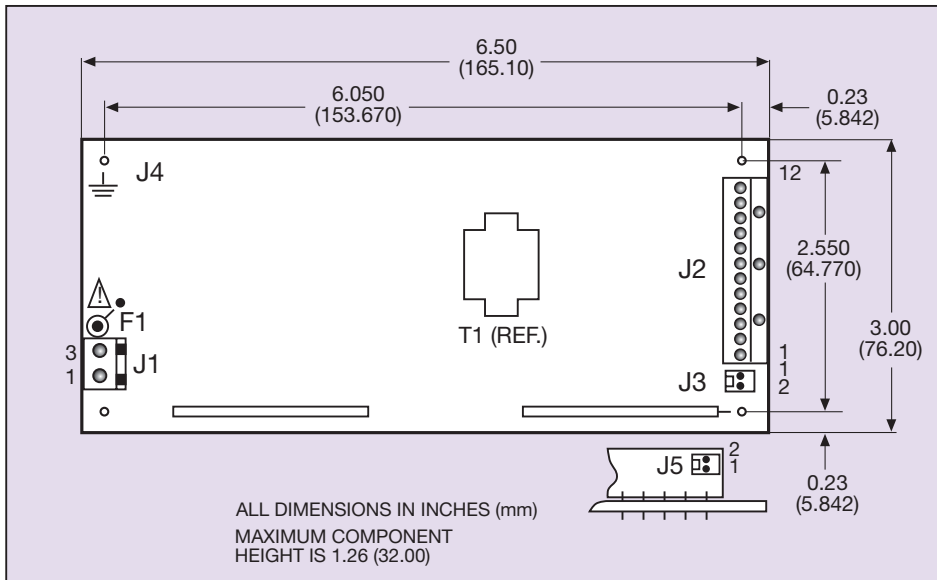 6.50
(165.10)
6.050
(153.670)
0.23
(5.842)
J4
12
J2
2.550
(64.770)
T1 (REF.)
F1
3
1
J1
3.00
(76.20)
1
1
2
J3
J5
2
1
0.23
(5.842)
ALL DIMENSIONS IN INCHES (mm)
MAXIMUM COMPONENT
HEIGHT IS 1.26 (32.00)